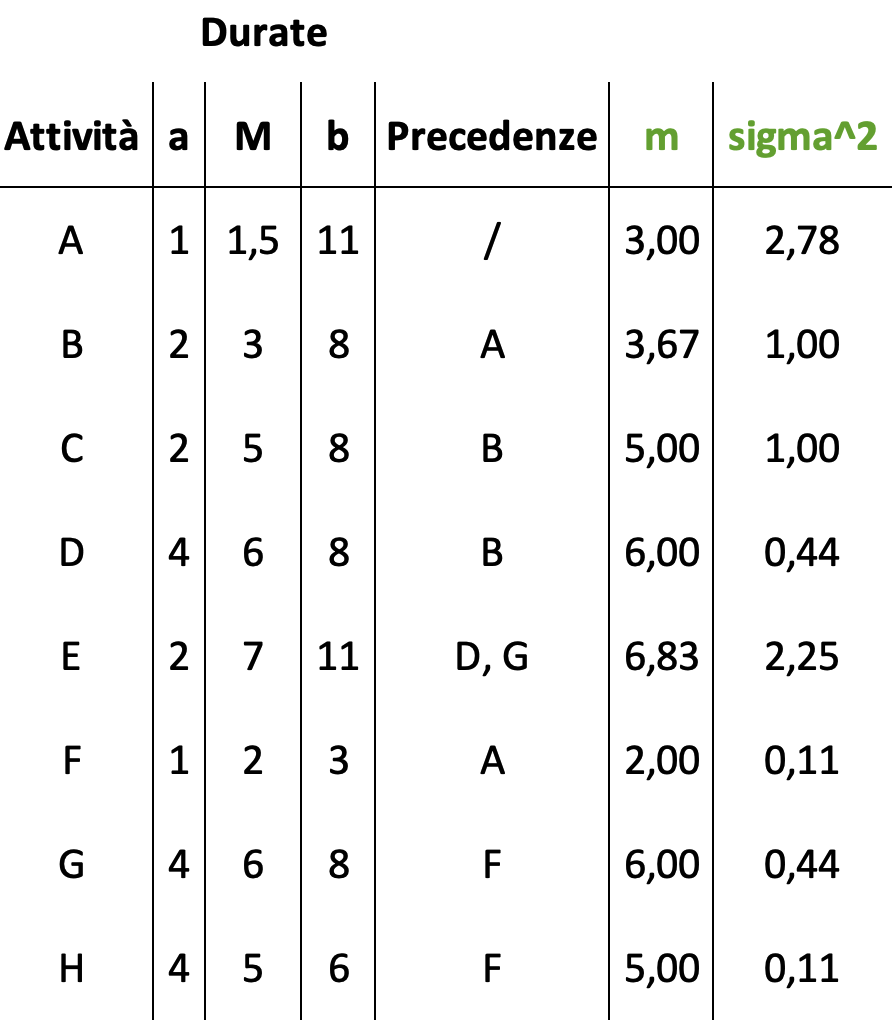 Durate
Attività a M b Precedenze m sigma^2
A 1 1,5 11 / 3,00 2,78
B 2 3 8 A 3,67 1,00
C 2 5 8 B 5,00 1,00
D 4 6 8 B 6,00 0,44
E 2 7 11 D, G 6,83 2,25
F 1 2 3 A 2,00 0,11
G 4 6 8 F 6,00 0,44
H 4 5 6 F 5,00 0,11